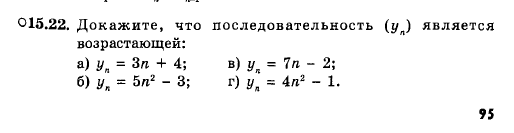 ○15.22. Докажите, что последовательность (yₙ) является
возрастающей:
а) yₙ = 3n + 4; в) yₙ = 7n – 2;
б) yₙ = 5n² – 3; г) yₙ = 4n² – 1.
95